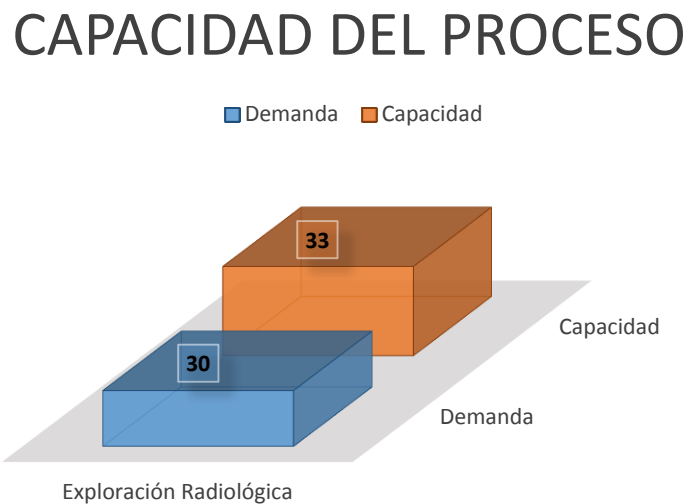 CAPACIDAD DEL PROCESO
Demanda Capacidad
33
30
Capacidad
Demanda
Exploración Radiológica